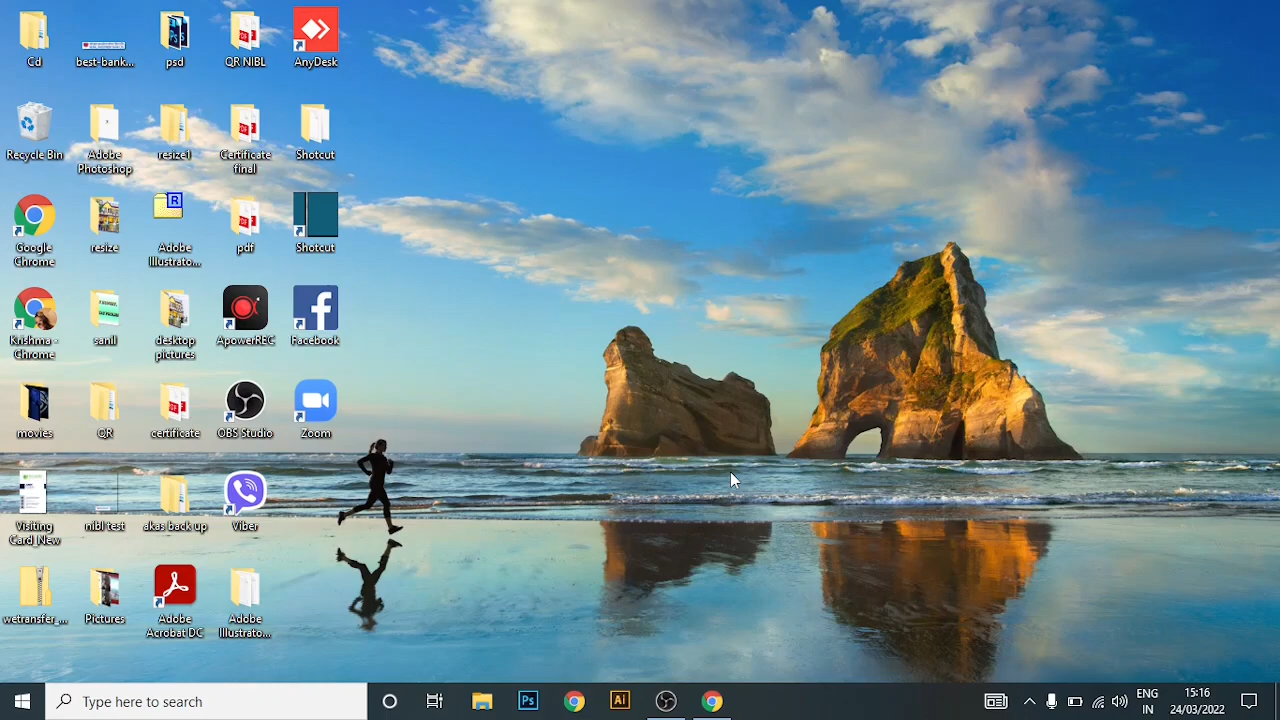 Cd
best-bank...
psd
QR NIBL
AnyDesk
Recycle Bin
Adobe
Photoshop
resize1
Certificate
final
Shotcut
Google
Chrome
resize
R
Adobe
Illustrato...
pdf
Shotcut
Krishma -
Chrome
sanil
desktop
pictures
ApowerREC
Facebook
movies
QR
certificate
OBS Studio
Zoom
Visiting
Card_New
nibl test
akas back up
Viber
wetransfer_...
Pictures
Adobe
Acrobat DC
Adobe
Illustrato...
Type here to search
Ps
Ai
ENG
IN
15:16
24/03/2022